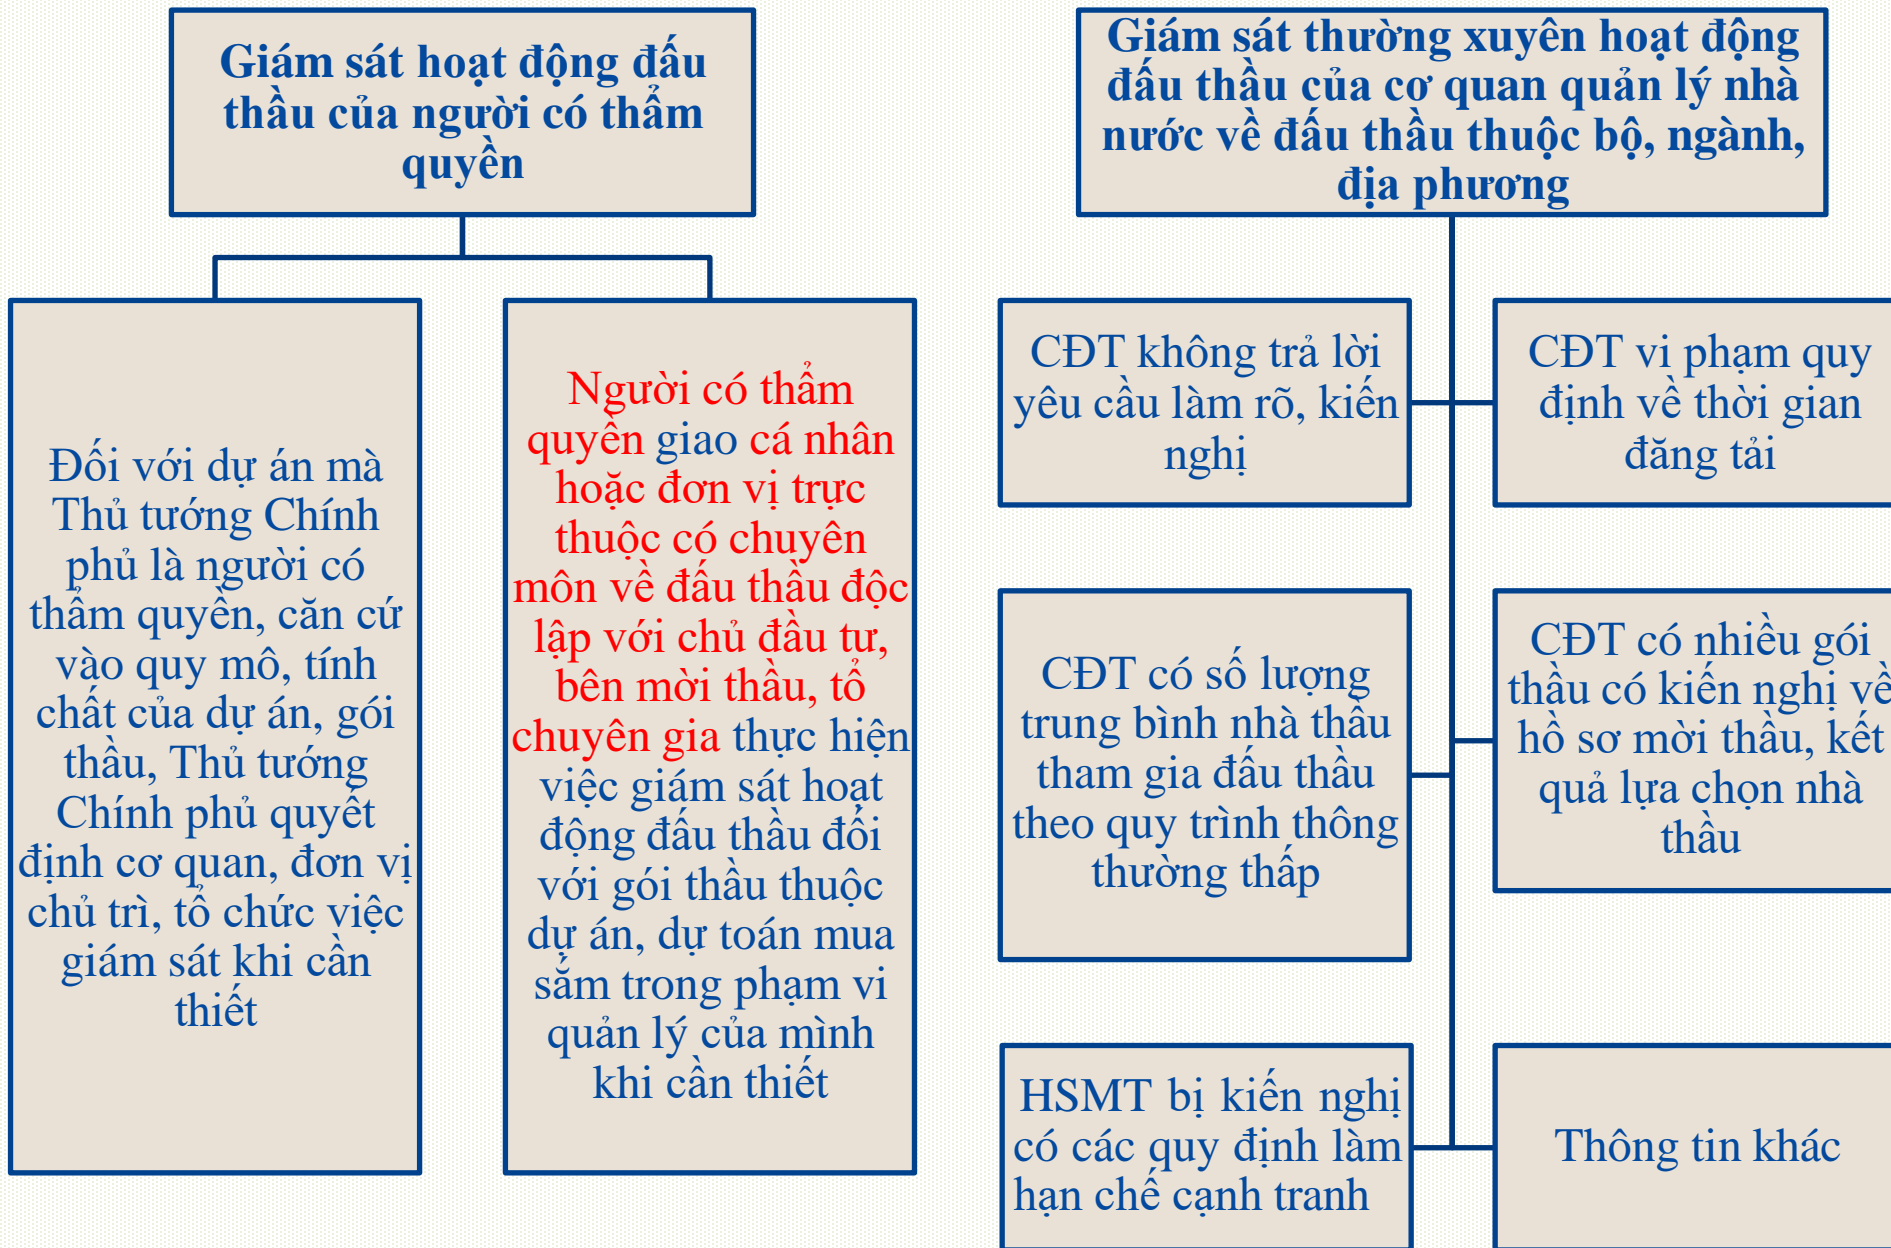 Giám sát hoạt động đấu
thầu của người có thẩm
quyền
Đối với dự án mà
Thủ tướng Chính
phủ là người có
thẩm quyền, căn cứ
vào quy mô, tính
chất của dự án, gói
thầu, Thủ tướng
Chính phủ quyết
định cơ quan, đơn vị
chủ trì, tổ chức việc
giám sát khi cần
thiết
Người có thẩm
quyền giao cá nhân
hoặc đơn vị trực
thuộc có chuyên
môn về đấu thầu độc
lập với chủ đầu tư,
bên mời thầu, tổ
chuyên gia thực hiện
việc giám sát hoạt
động đấu thầu đối
với gói thầu thuộc
dự án, dự toán mua
sắm trong phạm vi
quản lý của mình
khi cần thiết
Giám sát thường xuyên hoạt động
đấu thầu của cơ quan quản lý nhà
nước về đấu thầu thuộc bộ, ngành,
địa phương
CĐT không trả lời
yêu cầu làm rõ, kiến
nghị
CĐT vi phạm quy
định về thời gian
đăng tải
CĐT có số lượng
trung bình nhà thầu
tham gia đấu thầu
theo quy trình thông
thường thấp
CĐT có nhiều gói
thầu có kiến nghị về
hồ sơ mời thầu, kết
quả lựa chọn nhà
thầu
HSMT bị kiến nghị
có các quy định làm
hạn chế cạnh tranh
Thông tin khác